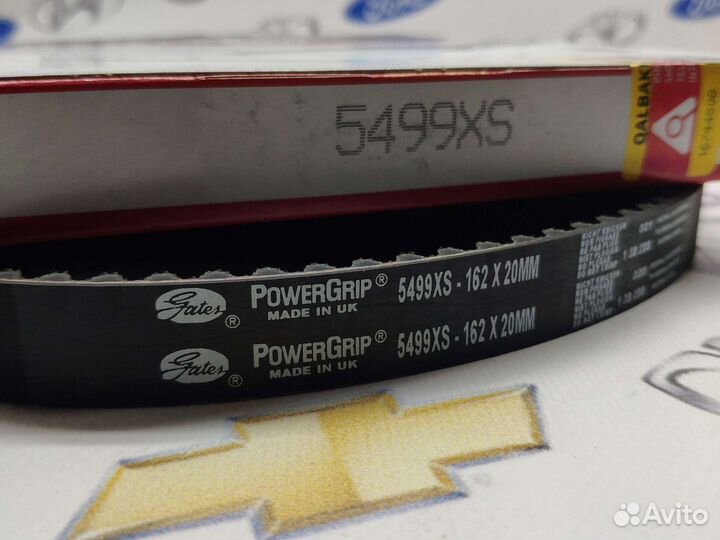 5499XS
QALBAK
16744808
Gates® POWERGRIP® 5499XS - 162 X 20MM
MADE IN UK
Gates® POWERGRIP® 5499XS - 162 X 20MM
MADE IN UK
Avito